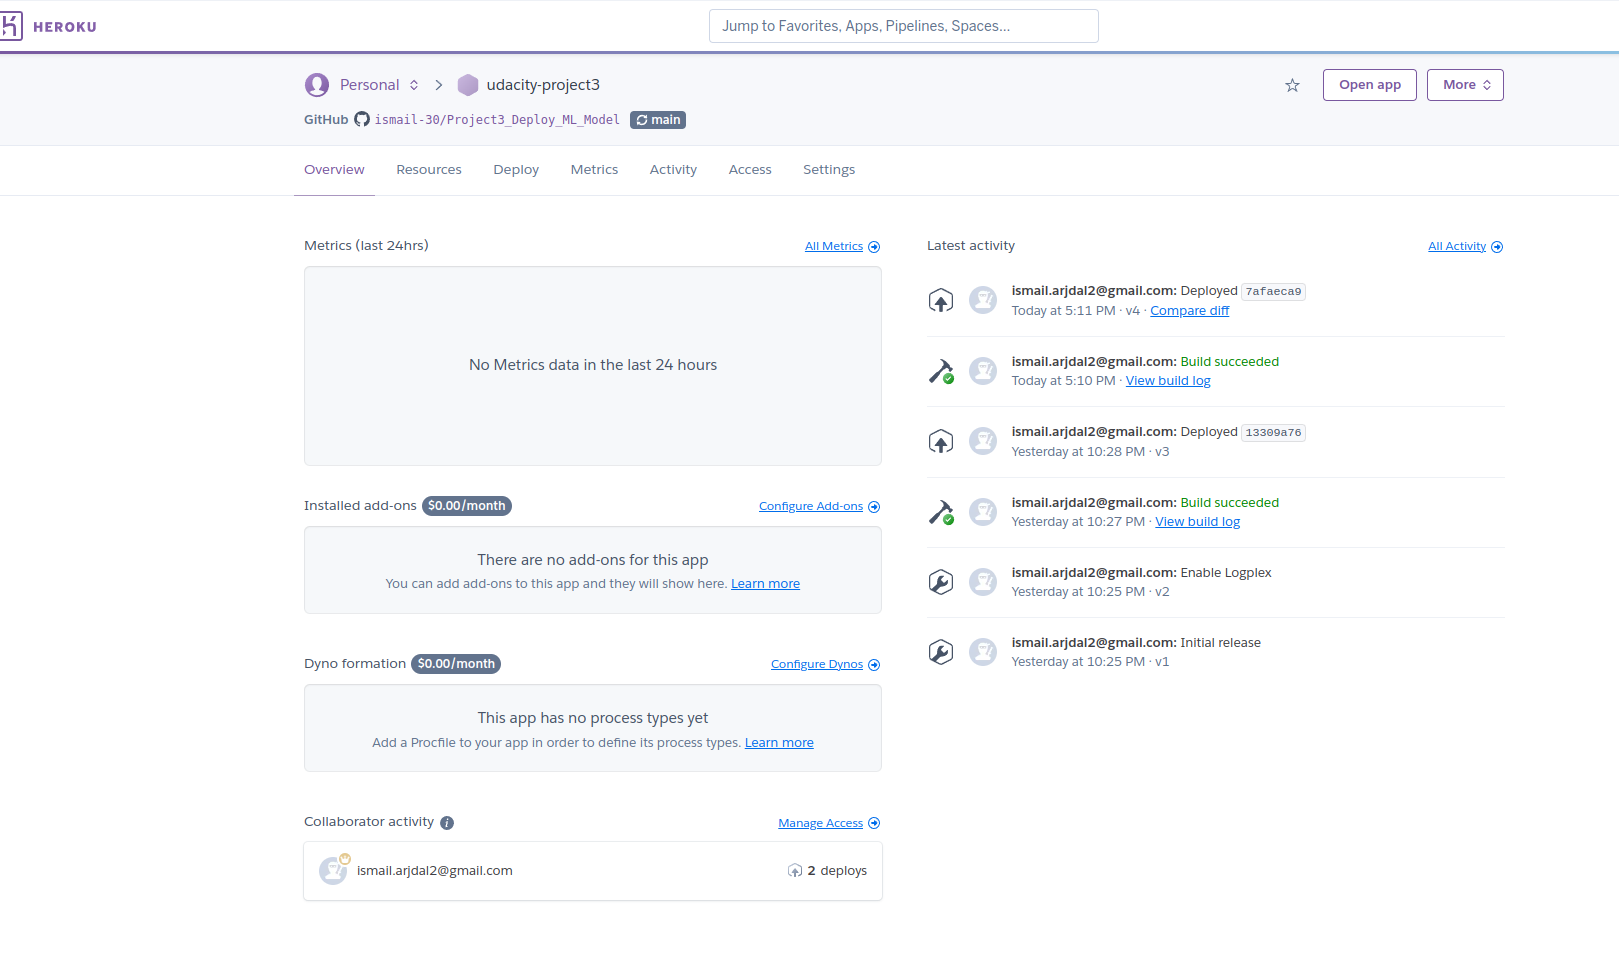 HEROKU
Jump to Favorites, Apps, Pipelines, Spaces...
Personal
udacity-project3
Open app
More
GitHub ismail-30/Project3_Deploy_ML_Model main
Overview Resources Deploy Metrics Activity Access Settings
Metrics (last 24hrs)
All Metrics
No Metrics data in the last 24 hours
Installed add-ons $0.00/month
Configure Add-ons
There are no add-ons for this app
You can add add-ons to this app and they will show here. Learn more
Dyno formation $0.00/month
Configure Dynos
This app has no process types yet
Add a Procfile to your app in order to define its process types. Learn more
Collaborator activity i
Manage Access
ismail.arjdal2@gmail.com
2 deploys
Latest activity
All Activity
ismail.arjdal2@gmail.com: Deployed 7afaeca9
Today at 5:11 PM · v4 · Compare diff
ismail.arjdal2@gmail.com: Build succeeded
Today at 5:10 PM · View build log
ismail.arjdal2@gmail.com: Deployed 13309a76
Yesterday at 10:28 PM · v3
ismail.arjdal2@gmail.com: Build succeeded
Yesterday at 10:27 PM · View build log
ismail.arjdal2@gmail.com: Enable Logplex
Yesterday at 10:25 PM · v2
ismail.arjdal2@gmail.com: Initial release
Yesterday at 10:25 PM · v1